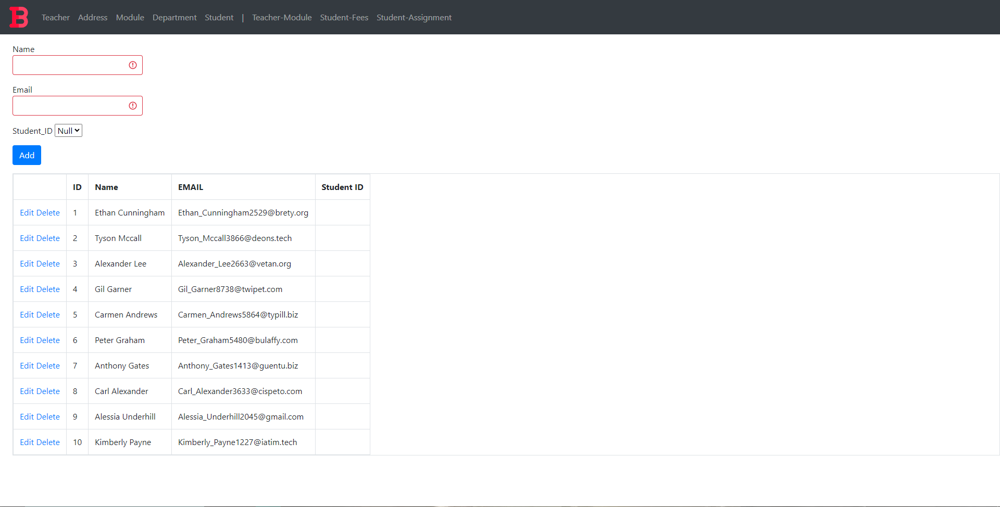 B Teacher Address Module Department Student | Teacher-Module Student-Fees Student-Assignment
Name
Email
Student_ID Null
Add
ID Name EMAIL Student ID
Edit Delete 1 Ethan Cunningham Ethan_Cunningham2529@brety.org
Edit Delete 2 Tyson Mccall Tyson_Mccall3866@deons.tech
Edit Delete 3 Alexander Lee Alexander_Lee2663@vetan.org
Edit Delete 4 Gil Garner Gil_Garner8738@twipet.com
Edit Delete 5 Carmen Andrews Carmen_Andrews5864@typill.biz
Edit Delete 6 Peter Graham Peter_Graham5480@bulaffy.com
Edit Delete 7 Anthony Gates Anthony_Gates1413@guentu.biz
Edit Delete 8 Carl Alexander Carl_Alexander3633@cispeto.com
Edit Delete 9 Alessia Underhill Alessia_Underhill2045@gmail.com
Edit Delete 10 Kimberly Payne Kimberly_Payne1227@iatim.tech